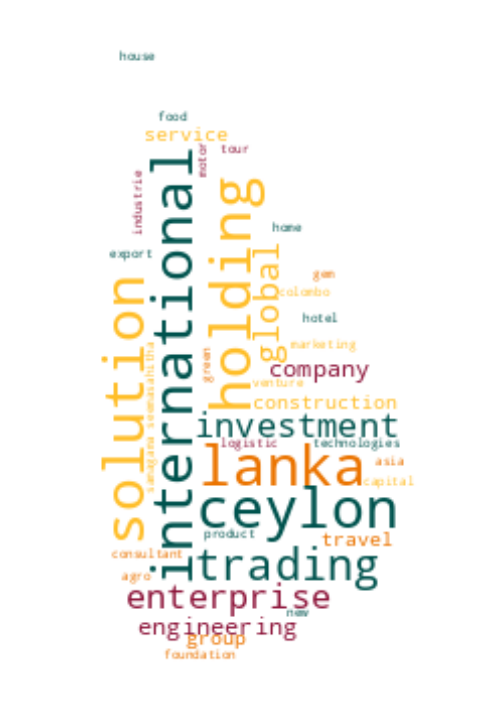 house
food
service
motor
tour
industrie
international
holding
home
export
global
gem
colombo
solution
hotel
marketing
samagama seemasahitha
green
company
venture
construction
investment
logistic
technologies
lanka
asia
capital
ceylon
product
travel
consultant
trading
agro
enterprise
new
engineering
group
foundation